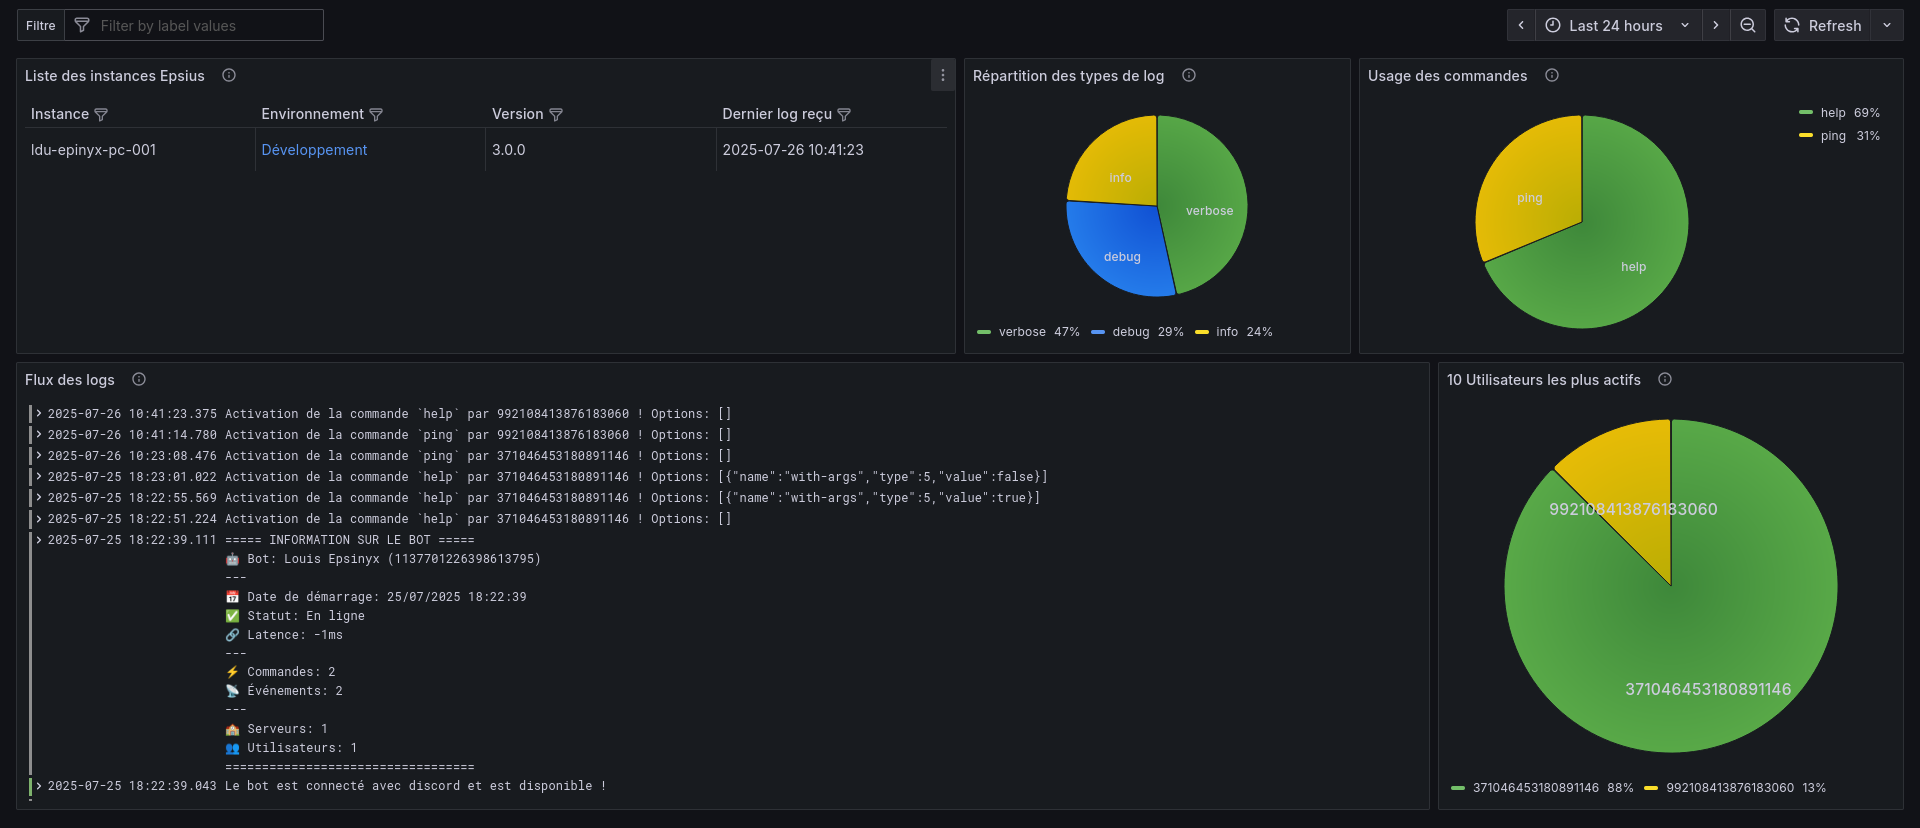 Filtre
Filter by label values
Last 24 hours
Refresh
Liste des instances Epsius
Instance Environnement Version Dernier log reçu
ldu-epinyx-pc-001 Développement 3.0.0 2025-07-26 10:41:23
Répartition des types de log
info
verbose
debug
verbose 47% debug 29% info 24%
Usage des commandes
help 69%
ping 31%
ping
help
Flux des logs
2025-07-26 10:41:23.375 Activation de la commande `help` par 992108413876183060 ! Options: []
2025-07-26 10:41:14.780 Activation de la commande `ping` par 992108413876183060 ! Options: []
2025-07-26 10:23:08.476 Activation de la commande `ping` par 371046453180891146 ! Options: []
2025-07-25 18:23:01.022 Activation de la commande `help` par 371046453180891146 ! Options: [{"name":"with-args","type":5,"value":false}]
2025-07-25 18:22:55.569 Activation de la commande `help` par 371046453180891146 ! Options: [{"name":"with-args","type":5,"value":true}]
2025-07-25 18:22:51.224 Activation de la commande `help` par 371046453180891146 ! Options: []
2025-07-25 18:22:39.111 ===== INFORMATION SUR LE BOT =====
🤖 Bot: Louis Epsinyx (1137701226398613795)
---
📅 Date de démarrage: 25/07/2025 18:22:39
✅ Statut: En ligne
🔗 Latence: -1ms
---
⚡ Commandes: 2
📡 Événements: 2
---
🏫 Serveurs: 1
👥 Utilisateurs: 1
==================================
2025-07-25 18:22:39.043 Le bot est connecté avec discord et est disponible !
10 Utilisateurs les plus actifs
992108413876183060
371046453180891146
371046453180891146 88% 992108413876183060 13%